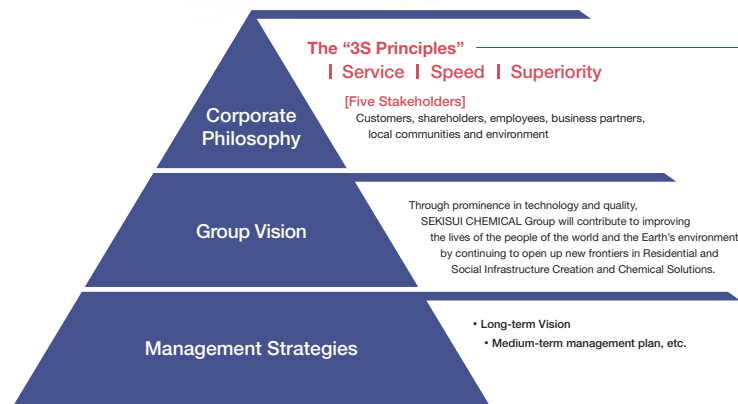 The “3S Principles”
Service | Speed | Superiority
[Five Stakeholders]
Customers, shareholders, employees, business partners,
local communities and environment
Corporate
Philosophy
Group Vision
Through prominence in technology and quality,
SEKISUI CHEMICAL Group will contribute to improving
the lives of the people of the world and the Earth’s environment
by continuing to open up new frontiers in Residential and
Social Infrastructure Creation and Chemical Solutions.
Management Strategies
• Long-term Vision
• Medium-term management plan, etc.